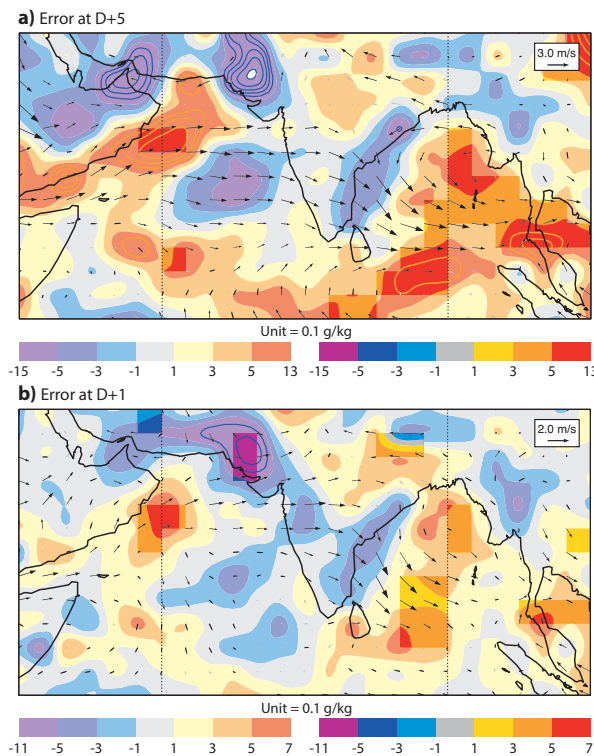 a) Error at D+5
3.0 m/s
Unit = 0.1 g/kg
-15 -5 -3 -1 1 3 5 13 -15 -5 -3 -1 1 3 5 13
b) Error at D+1
2.0 m/s
Unit = 0.1 g/kg
-11 -5 -3 -1 1 3 5 7 -11 -5 -3 -1 1 3 5 7